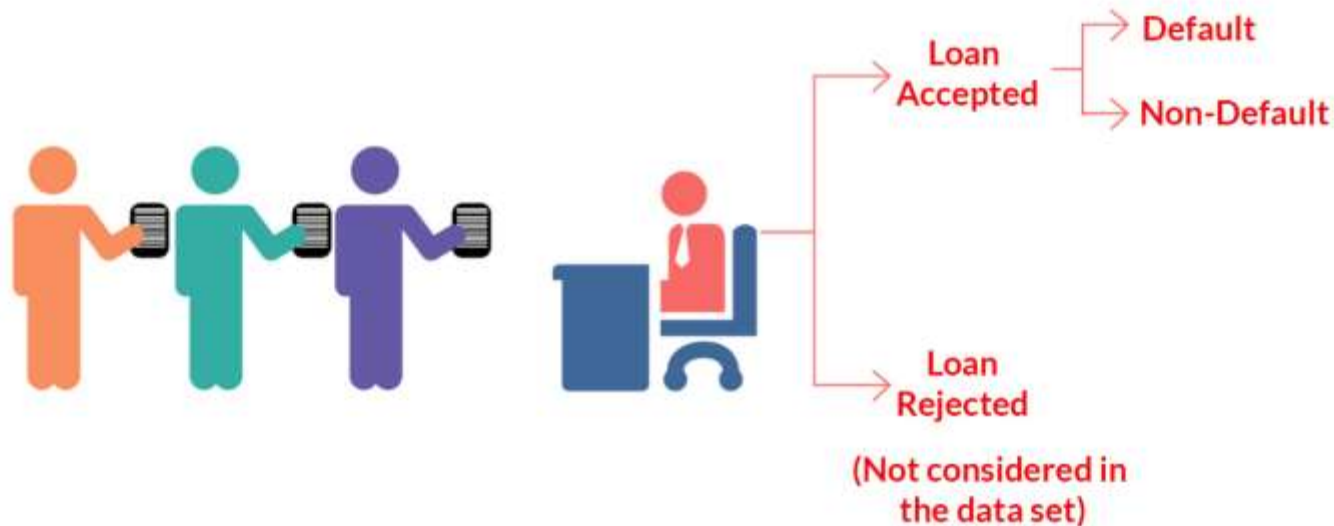 Loan
Accepted
Default
Non-Default
Loan
Rejected
(Not considered in
the data set)